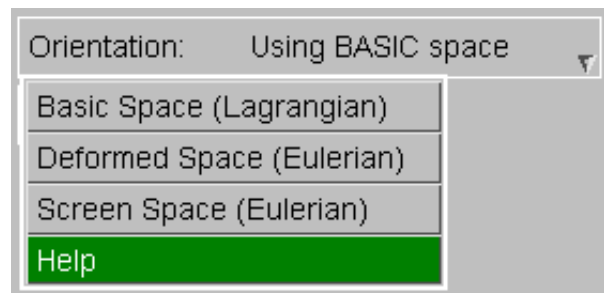 Orientation: Using BASIC space
Basic Space (Lagrangian)
Deformed Space (Eulerian)
Screen Space (Eulerian)
Help